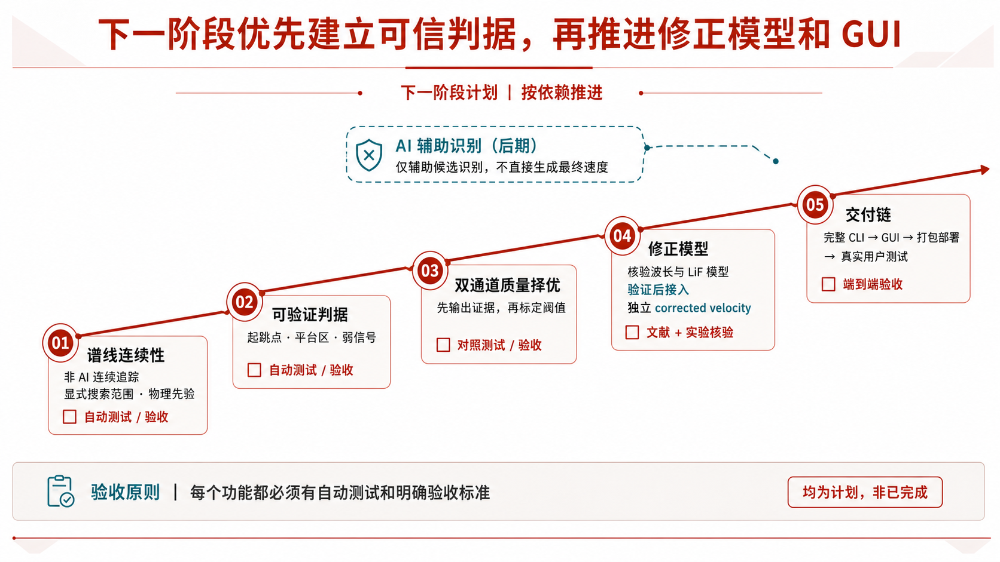 下一阶段优先建立可信判据，再推进修正模型和 GUI
下一阶段计划｜按依赖推进
AI 辅助识别（后期）
仅辅助候选识别，不直接生成最终速度
01
谱线连续性
非 AI 连续追踪
显式搜索范围 · 物理先验
自动测试 / 验收
02
可验证判据
起跳点 · 平台区 · 弱信号
自动测试 / 验收
03
双通道质量择优
先输出证据，再标定阈值
对照测试 / 验收
04
修正模型
核验波长与 LiF 模型
验证后接入
独立 corrected velocity
文献 + 实验核验
05
交付链
完整 CLI → GUI → 打包部署
→ 真实用户测试
端到端验收
验收原则｜每个功能都必须有自动测试和明确验收标准
均为计划，非已完成